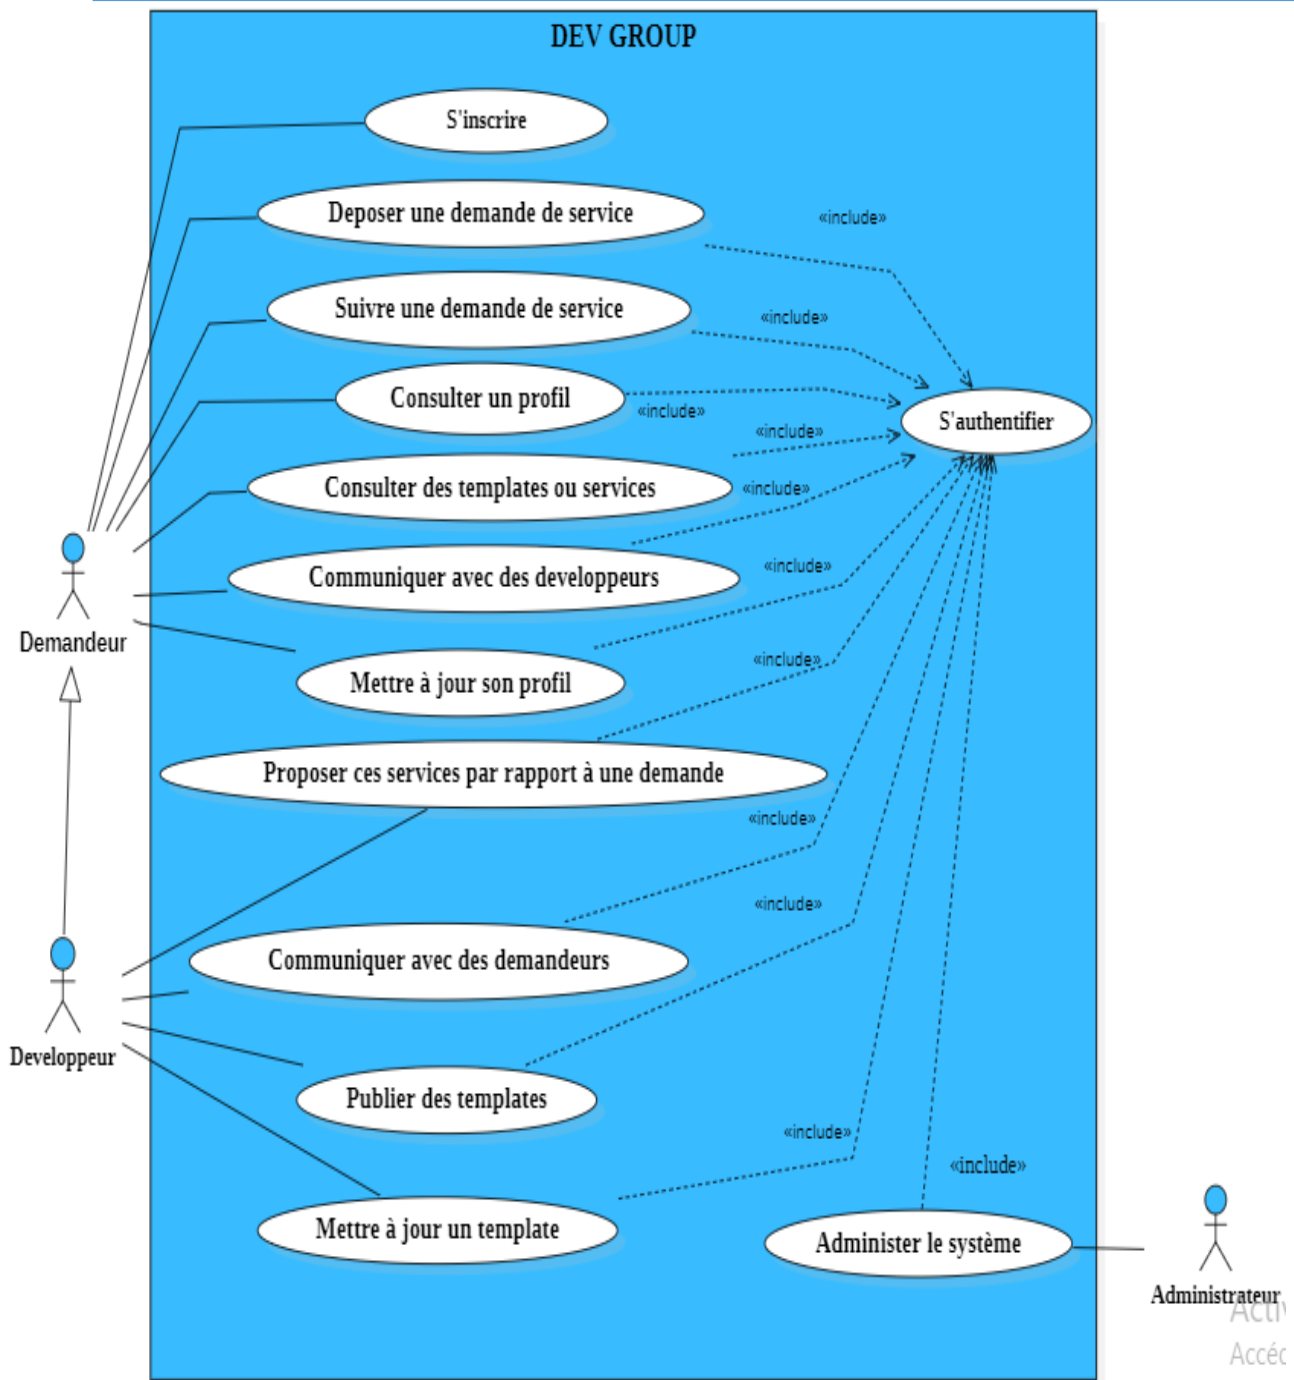 DEV GROUP
S'inscrire
Deposer une demande de service
«include»
Suivre une demande de service
«include»
Consulter un profil
«include»
S'authentifier
«include»
Consulter des templates ou services
«include»
Communiquer avec des developpeurs
«include»
Demandeur
Mettre à jour son profil
«include»
Proposer ces services par rapport à une demande
«include»
Communiquer avec des demandeurs
«include»
Developpeur
Publier des templates
«include»
«include»
Mettre à jour un template
Administer le système
Administrateur